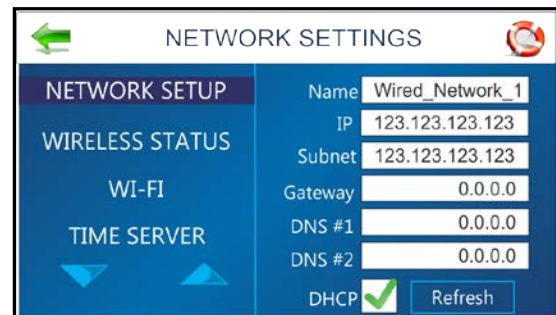 NETWORK SETTINGS
NETWORK SETUP
WIRELESS STATUS
WI-FI
TIME SERVER
Name Wired_Network_1
IP 123.123.123.123
Subnet 123.123.123.123
Gateway 0.0.0.0
DNS #1 0.0.0.0
DNS #2 0.0.0.0
DHCP Refresh